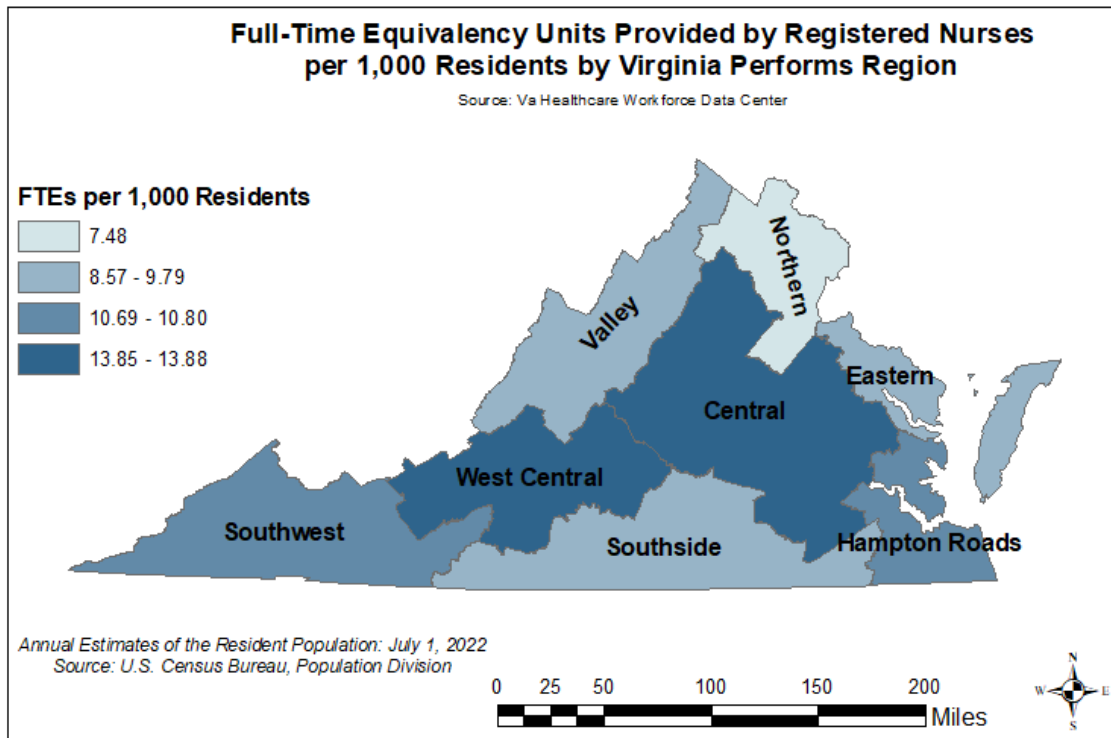 Full-Time Equivalency Units Provided by Registered Nurses
per 1,000 Residents by Virginia Performs Region
Source: Va Healthcare Workforce Data Center
FTEs per 1,000 Residents
7.48
8.57 - 9.79
10.69 - 10.80
13.85 - 13.88
Northern
Valley
Eastern
Central
West Central
Southwest
Southside
Hampton Roads
Annual Estimates of the Resident Population: July 1, 2022
Source: U.S. Census Bureau, Population Division
0 25 50 100 150 200
Miles
N
W E
S